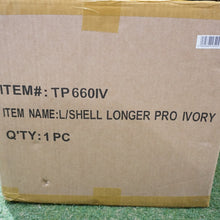 ITEM#: TP660IV
ITEM NAME:L/SHELL LONGER PRO IVORY
Q'TY: 1 PC